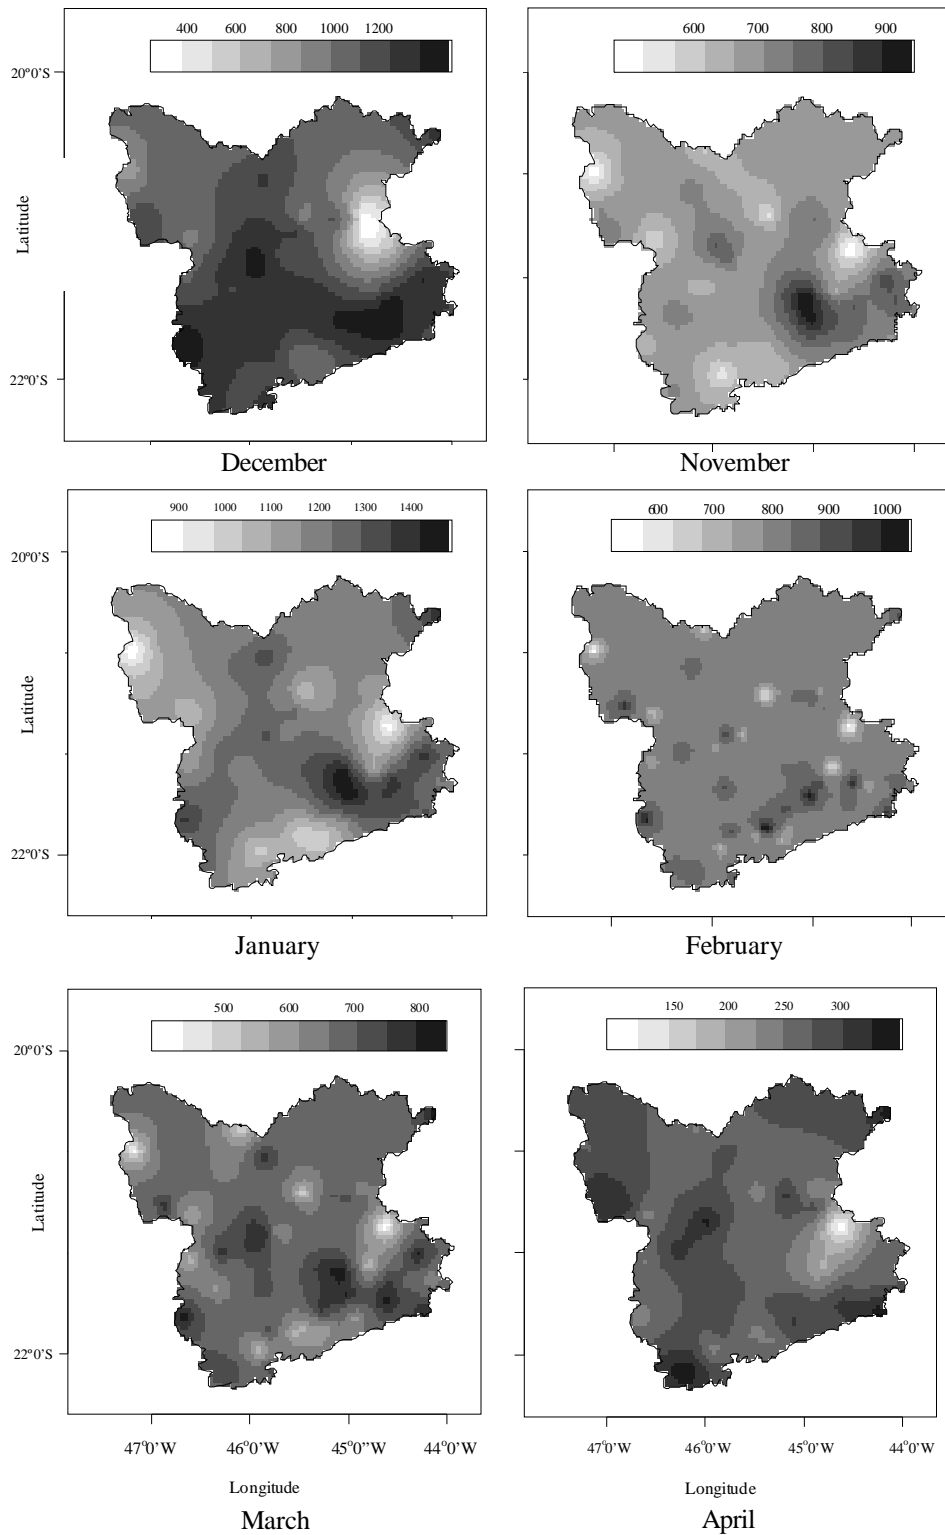 400 600 800 1000 1200
600 700 800 900
20°0'S
Latitude
22°0'S
December
November
900 1000 1100 1200 1300 1400
600 700 800 900 1000
20°0'S
Latitude
22°0'S
January
February
500 600 700 800
150 200 250 300
20°0'S
Latitude
22°0'S
47°0'W 46°0'W 45°0'W 44°0'W
47°0'W 46°0'W 45°0'W 44°0'W
Longitude
Longitude
March
April